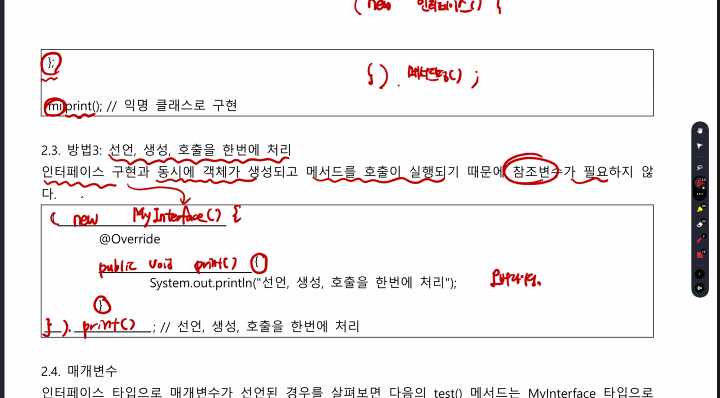 ( new 인터페이스() {
};
}) . 메서드명() ;
mi.print(); // 익명 클래스로 구현
2.3. 방법3: 선언, 생성, 호출을 한번에 처리
인터페이스 구현과 동시에 객체가 생성되고 메서드를 호출이 실행되기 때문에 참조변수가 필요하지 않
다.
( new MyInterface() {
@Override
public void print() {
System.out.println("선언, 생성, 호출을 한번에 처리");
}
} ). print() ; // 선언, 생성, 호출을 한번에 처리
2.4. 매개변수
인터페이스 타입으로 매개변수가 선언된 경우를 살펴보면 다음의 test() 메서드는 MyInterface 타입으로